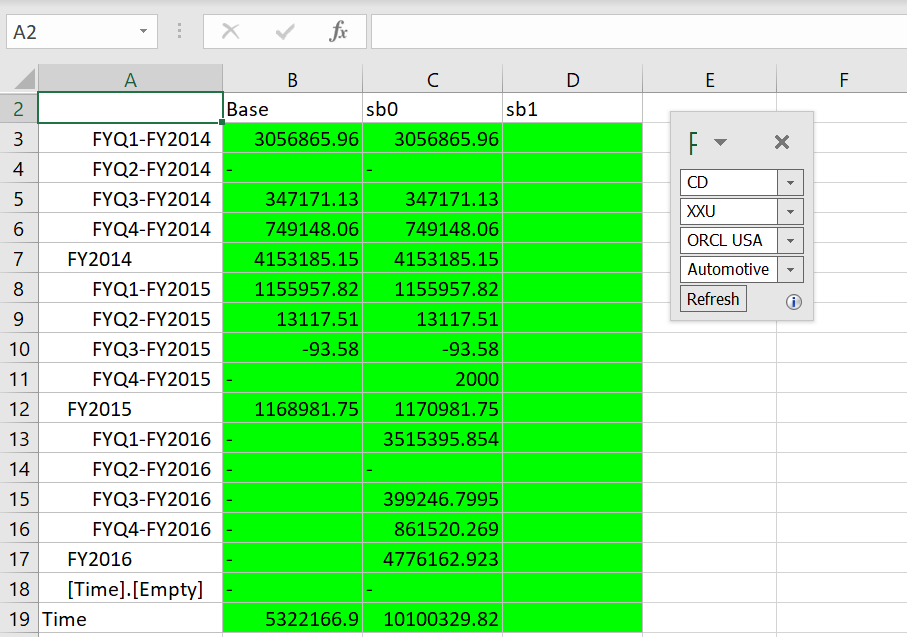 A2 fx
A B C D E F
2 Base sb0 sb1
3 FYQ1-FY2014 3056865.96 3056865.96
4 FYQ2-FY2014 - -
5 FYQ3-FY2014 347171.13 347171.13
6 FYQ4-FY2014 749148.06 749148.06
7 FY2014 4153185.15 4153185.15
8 FYQ1-FY2015 1155957.82 1155957.82
9 FYQ2-FY2015 13117.51 13117.51
10 FYQ3-FY2015 -93.58 -93.58
11 FYQ4-FY2015 - 2000
12 FY2015 1168981.75 1170981.75
13 FYQ1-FY2016 - 3515395.854
14 FYQ2-FY2016 - -
15 FYQ3-FY2016 - 399246.7995
16 FYQ4-FY2016 - 861520.269
17 FY2016 - 4776162.923
18 [Time].[Empty] - -
19 Time 5322166.9 10100329.82
CD
XXU
ORCL USA
Automotive
Refresh